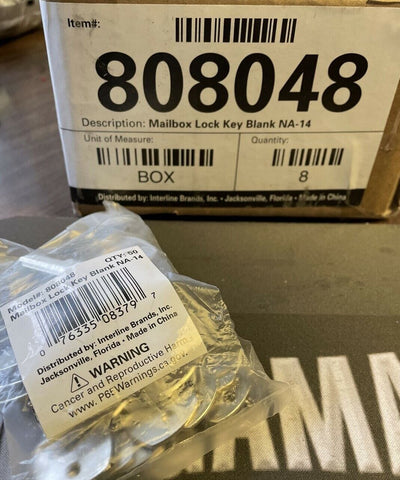 Item#:
808048
Description: Mailbox Lock Key Blank NA-14
Unit of Measure:
Quantity:
BOX
8
Distributed by: Interline Brands, Inc. • Jacksonville, Florida • Made in China
Model#: 808048
QTY: 50
Mailbox Lock Key Blank NA-14
0 76335 08379 7
Distributed by: Interline Brands, Inc.
Jacksonville, Florida • Made in China
WARNING
Cancer and Reproductive Harm
www.P65Warnings.ca.gov.